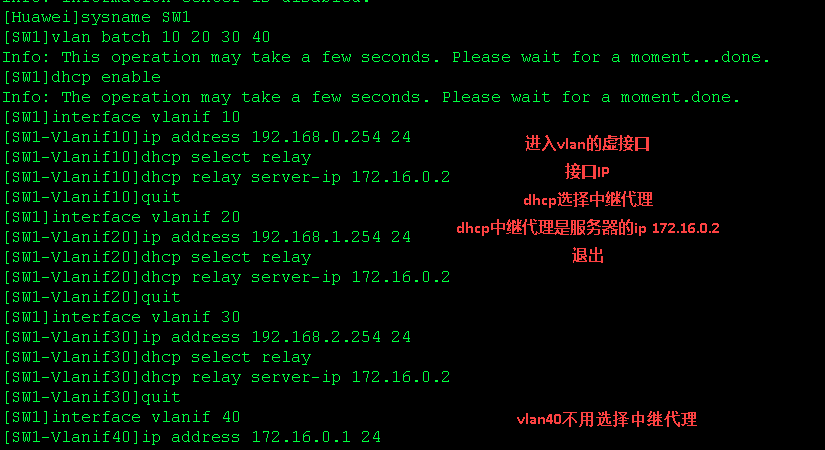 [Huawei]sysname SW1
[SW1]vlan batch 10 20 30 40
Info: This operation may take a few seconds. Please wait for a moment...done.
[SW1]dhcp enable
Info: The operation may take a few seconds. Please wait for a moment.done.
[SW1]interface vlanif 10
[SW1-Vlanif10]ip address 192.168.0.254 24
进入vlan的虚接口
[SW1-Vlanif10]dhcp select relay
接口IP
[SW1-Vlanif10]dhcp relay server-ip 172.16.0.2
[SW1-Vlanif10]quit
dhcp选择中继代理
[SW1]interface vlanif 20
dhcp中继代理是服务器的ip 172.16.0.2
[SW1-Vlanif20]ip address 192.168.1.254 24
[SW1-Vlanif20]dhcp select relay
退出
[SW1-Vlanif20]dhcp relay server-ip 172.16.0.2
[SW1-Vlanif20]quit
[SW1]interface vlanif 30
[SW1-Vlanif30]ip address 192.168.2.254 24
[SW1-Vlanif30]dhcp select relay
[SW1-Vlanif30]dhcp relay server-ip 172.16.0.2
[SW1-Vlanif30]quit
[SW1]interface vlanif 40
vlan40不用选择中继代理
[SW1-Vlanif40]ip address 172.16.0.1 24